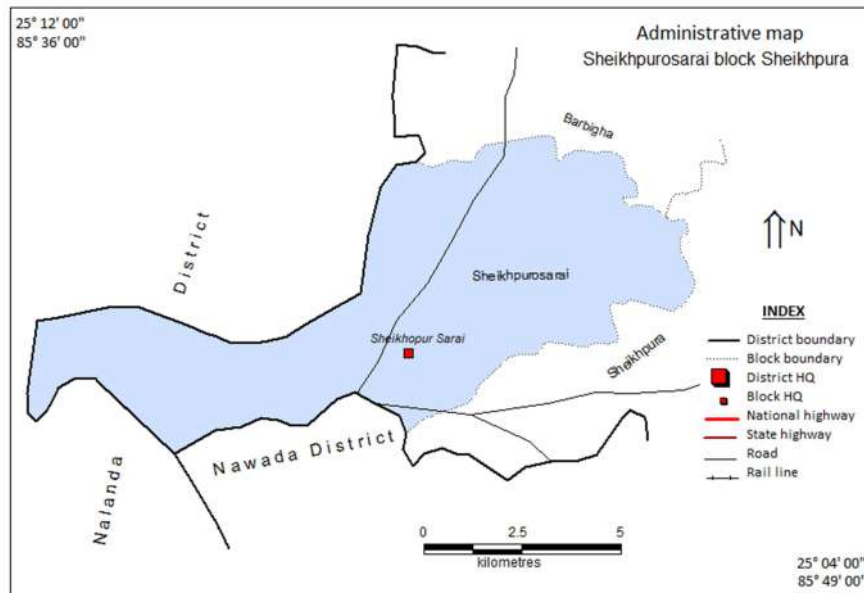 25° 12' 00"
85° 36' 00"
Administrative map
Sheikhpurosarai block Sheikhpura
Barbigha
District
N
Sheikhpurosarai
INDEX
Sheikhopur Sarai
District boundary
Block boundary
Sheikhpura
District HQ
Block HQ
National highway
State highway
Road
Rail line
Nawada District
Nalanda
0 2.5 5
kilometres
25° 04' 00"
85° 49' 00"